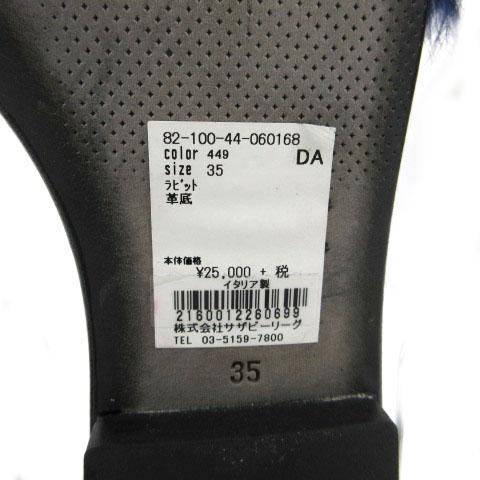 82-100-44-060168
color 449 DA
size 35
ﾗﾋﾞｯﾄ
革底
本体価格
¥25,000 + 税
イタリア製
2160012260699
株式会社サザビーリーグ
TEL 03-5159-7800
35